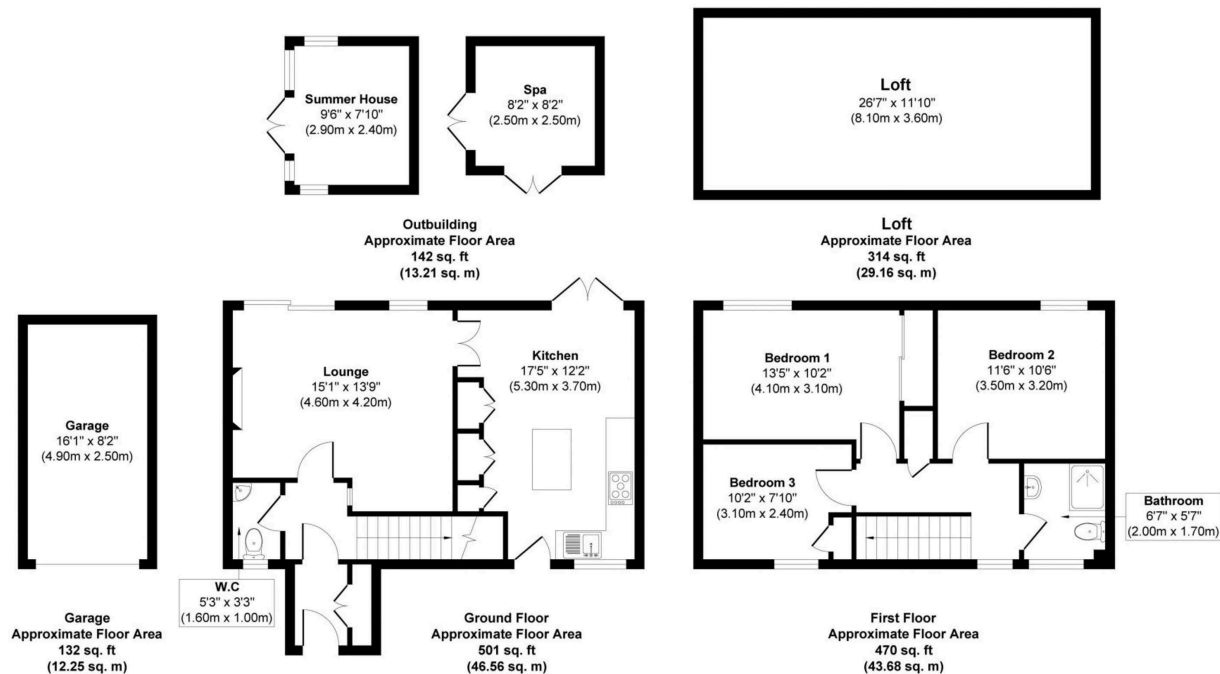 Summer House
9'6" x 7'10"
(2.90m x 2.40m)
Spa
8'2" x 8'2"
(2.50m x 2.50m)
Outbuilding
Approximate Floor Area
142 sq. ft
(13.21 sq. m)
Loft
26'7" x 11'10"
(8.10m x 3.60m)
Loft
Approximate Floor Area
314 sq. ft
(29.16 sq. m)
Garage
16'1" x 8'2"
(4.90m x 2.50m)
Garage
Approximate Floor Area
132 sq. ft
(12.25 sq. m)
Lounge
15'1" x 13'9"
(4.60m x 4.20m)
Kitchen
17'5" x 12'2"
(5.30m x 3.70m)
W.C
5'3" x 3'3"
(1.60m x 1.00m)
Ground Floor
Approximate Floor Area
501 sq. ft
(46.56 sq. m)
Bedroom 1
13'5" x 10'2"
(4.10m x 3.10m)
Bedroom 2
11'6" x 10'6"
(3.50m x 3.20m)
Bedroom 3
10'2" x 7'10"
(3.10m x 2.40m)
Bathroom
6'7" x 5'7"
(2.00m x 1.70m)
First Floor
Approximate Floor Area
470 sq. ft
(43.68 sq. m)